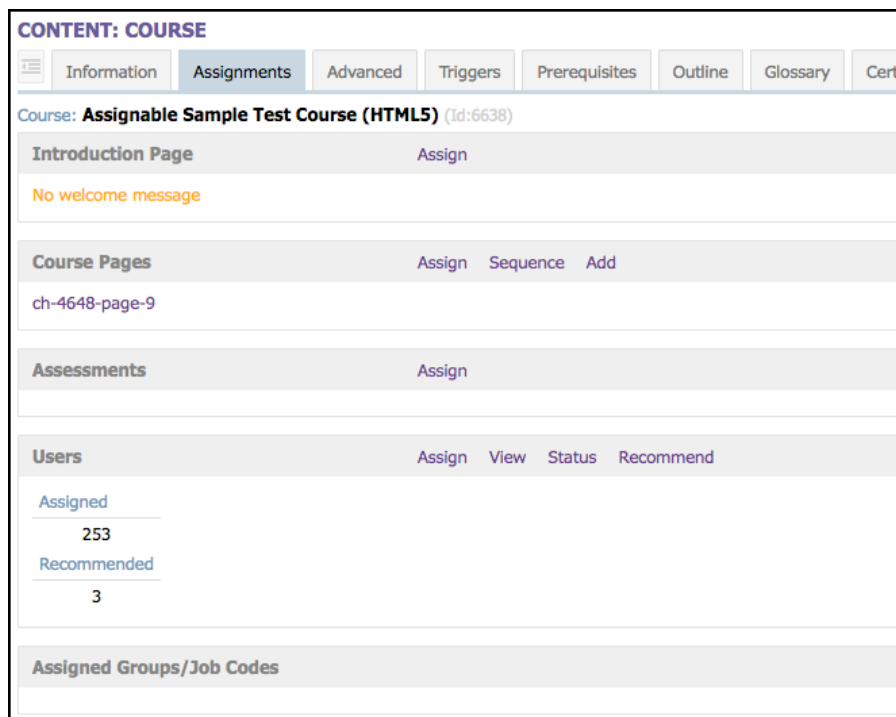 CONTENT: COURSE
Information Assignments Advanced Triggers Prerequisites Outline Glossary Cert
Course: Assignable Sample Test Course (HTML5) (Id:6638)
Introduction Page Assign
No welcome message
Course Pages Assign Sequence Add
ch-4648-page-9
Assessments Assign
Users Assign View Status Recommend
Assigned
253
Recommended
3
Assigned Groups/Job Codes